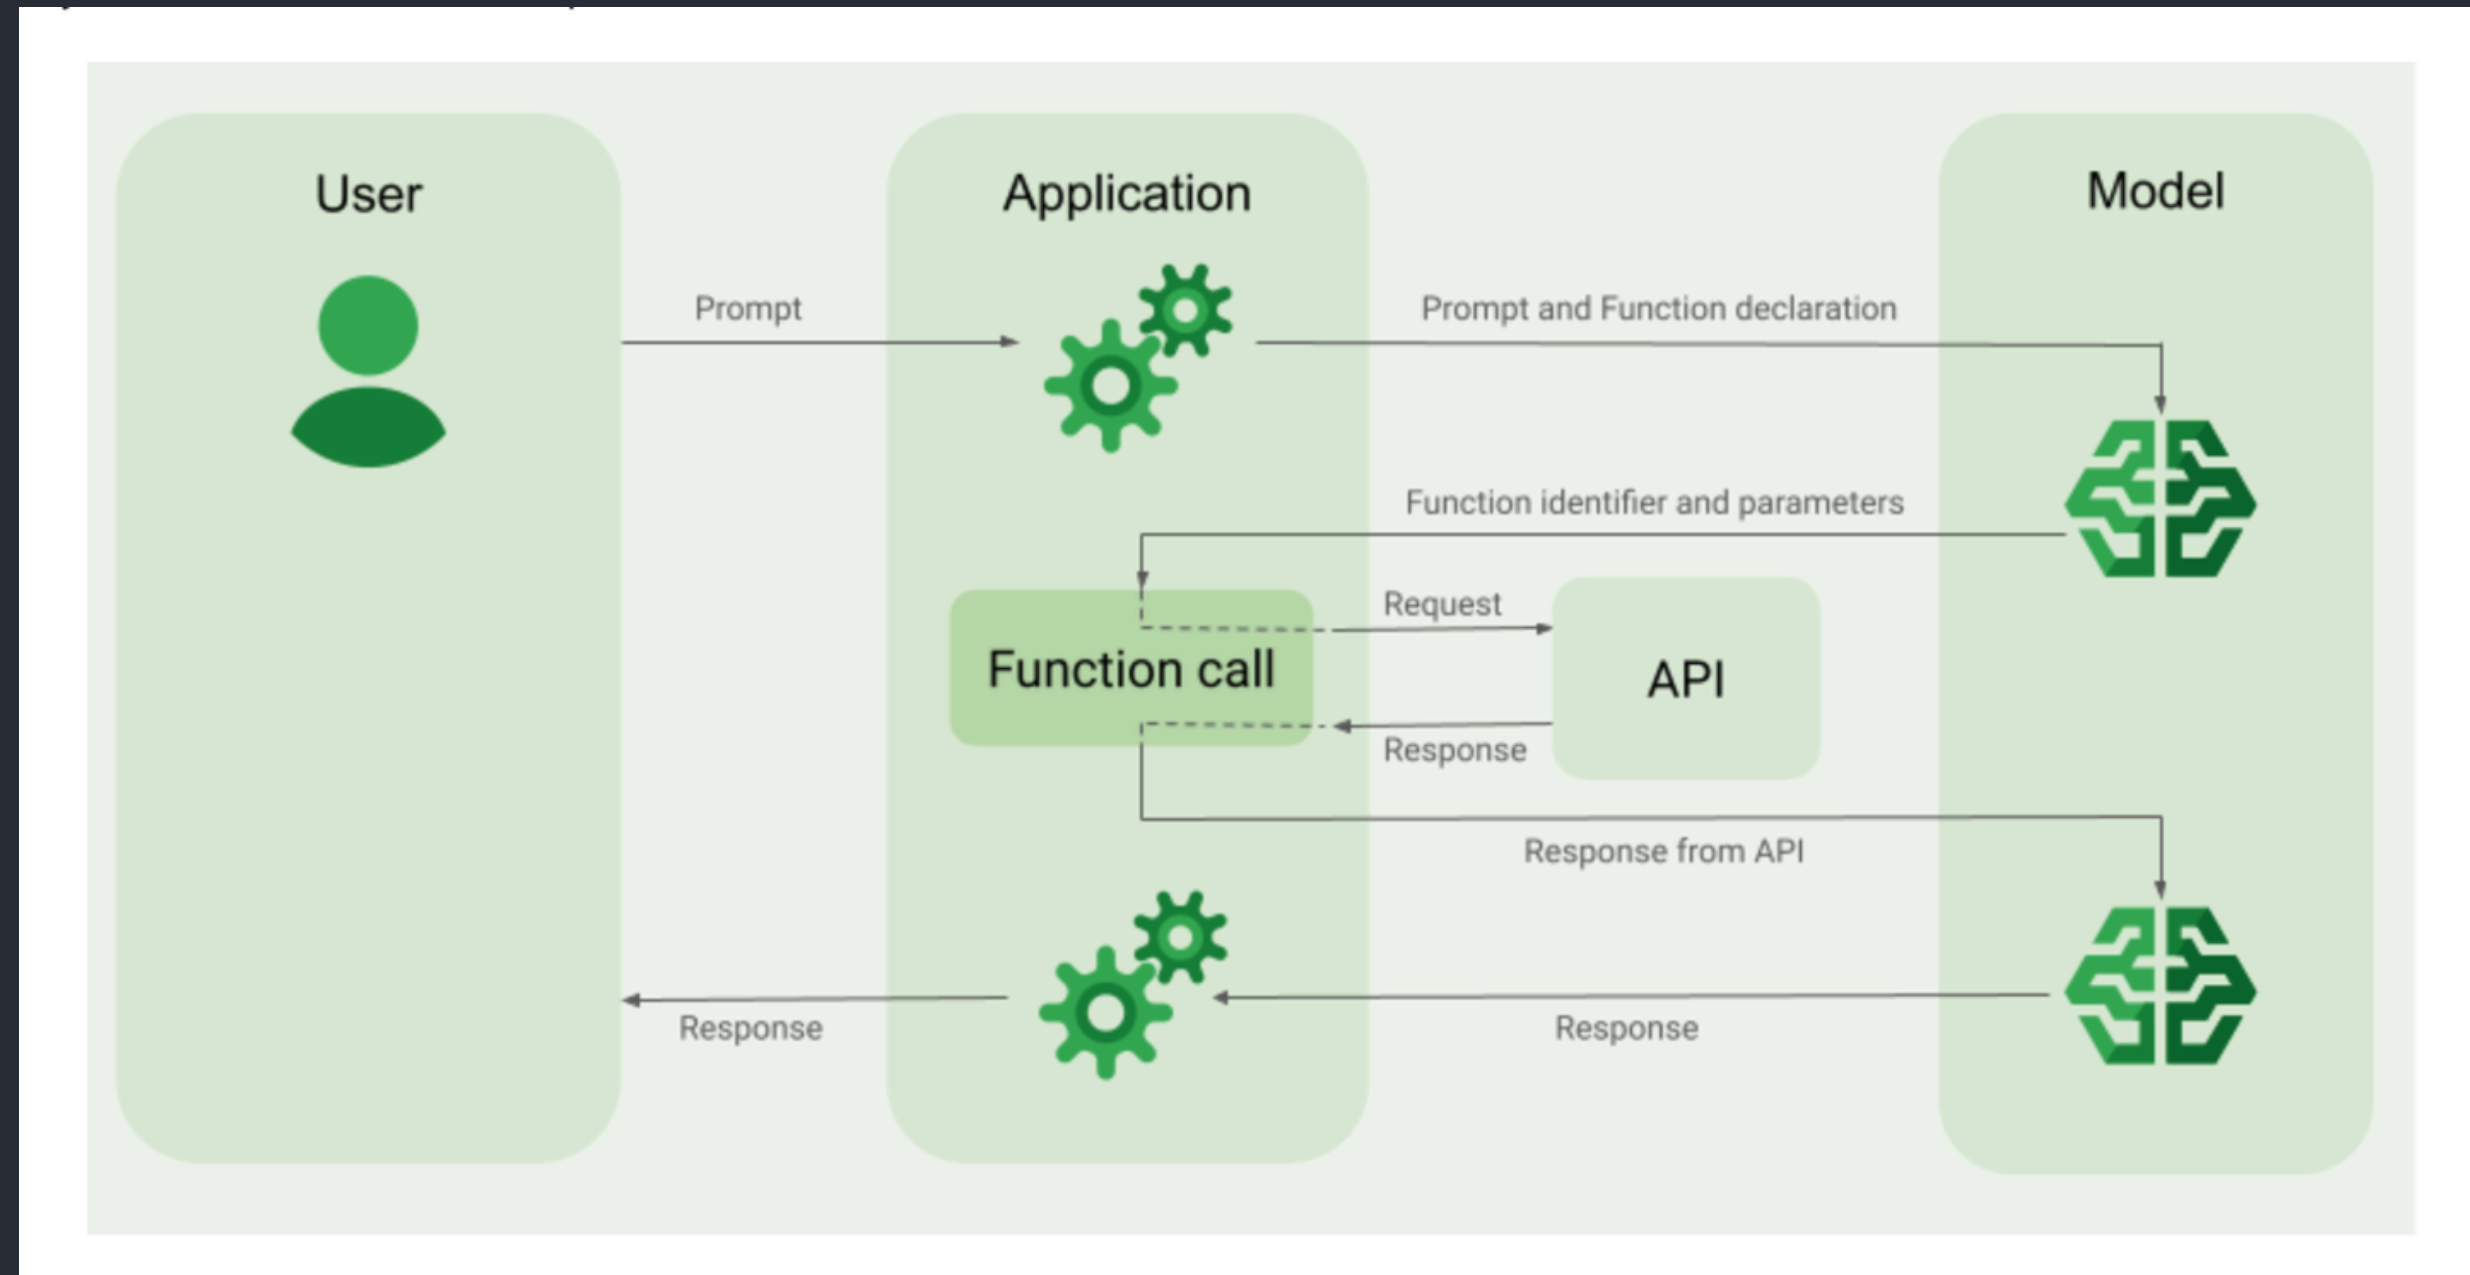 User
Application
Model
Prompt
Prompt and Function declaration
Function identifier and parameters
Request
Function call
API
Response
Response from API
Response
Response